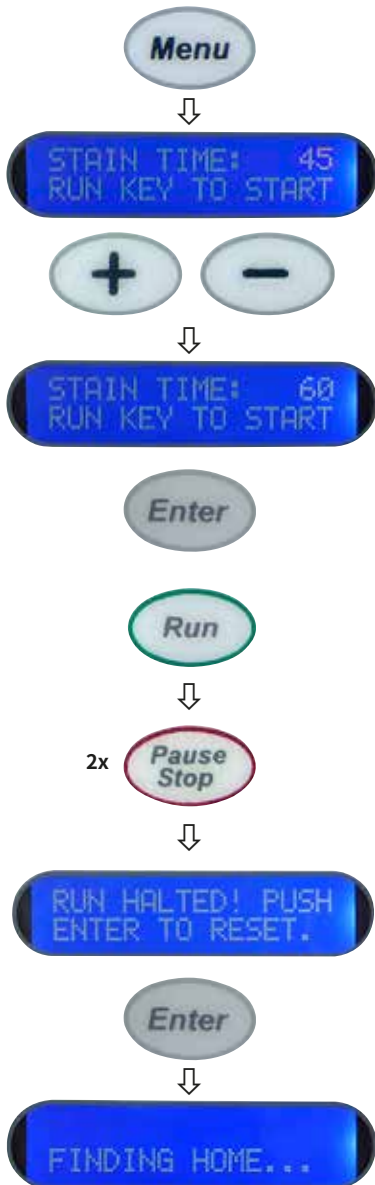 Menu
STAIN TIME: 45
RUN KEY TO START
+ −
STAIN TIME: 60
RUN KEY TO START
Enter
Run
2x Pause
Stop
RUN HALTED! PUSH
ENTER TO RESET.
Enter
FINDING HOME...